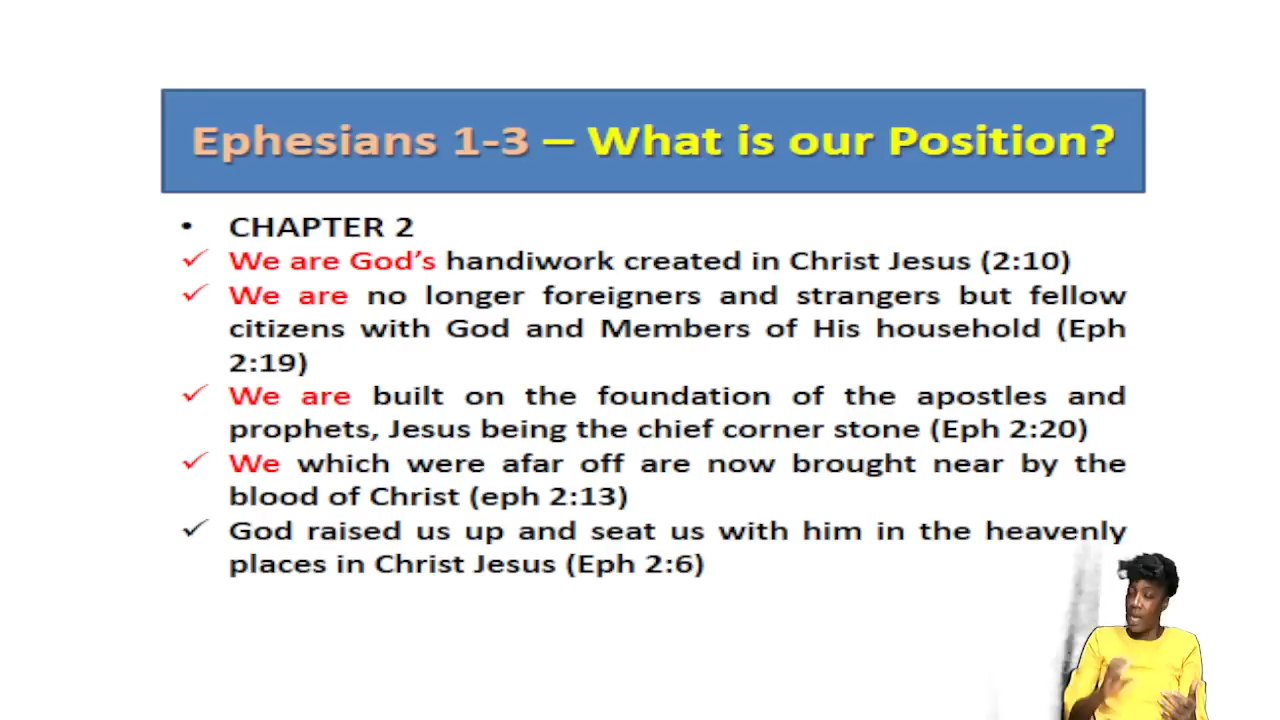 Ephesians 1-3 – What is our Position?
• CHAPTER 2
✓ We are God's handiwork created in Christ Jesus (2:10)
✓ We are no longer foreigners and strangers but fellow
citizens with God and Members of His household (Eph
2:19)
✓ We are built on the foundation of the apostles and
prophets, Jesus being the chief corner stone (Eph 2:20)
✓ We which were afar off are now brought near by the
blood of Christ (eph 2:13)
✓ God raised us up and seat us with him in the heavenly
places in Christ Jesus (Eph 2:6)